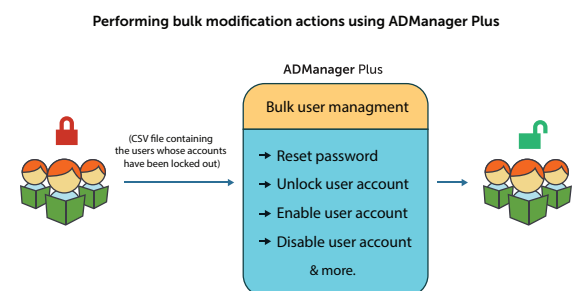 Performing bulk modification actions using ADManager Plus
ADManager Plus
Bulk user managment
(CSV file containing
the users whose accounts
have been locked out)
→ Reset password
→ Unlock user account
→ Enable user account
→ Disable user account
& more.